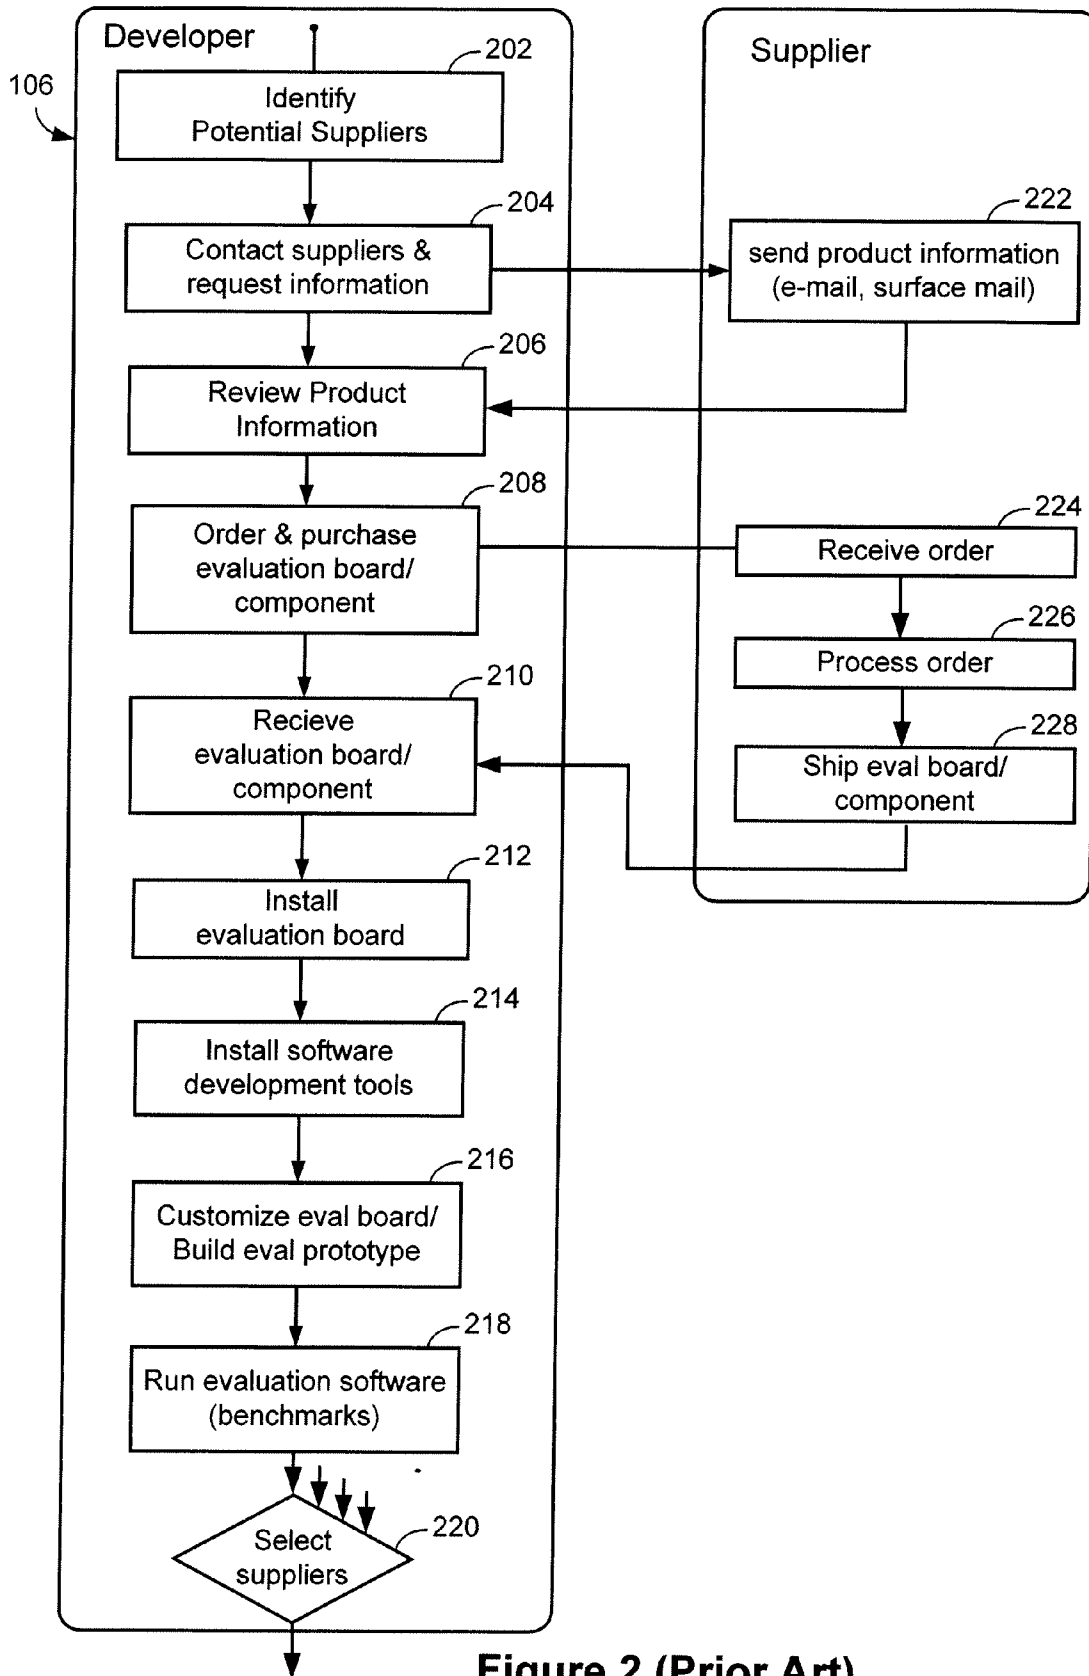 Developer
Supplier
106
202
Identify
Potential Suppliers
204
Contact suppliers &
request information
222
send product information
(e-mail, surface mail)
206
Review Product
Information
208
Order & purchase
evaluation board/
component
224
Receive order
226
Process order
210
Recieve
evaluation board/
component
228
Ship eval board/
component
212
Install
evaluation board
214
Install software
development tools
216
Customize eval board/
Build eval prototype
218
Run evaluation software
(benchmarks)
220
Select
suppliers
Figure 2 (Prior Art)